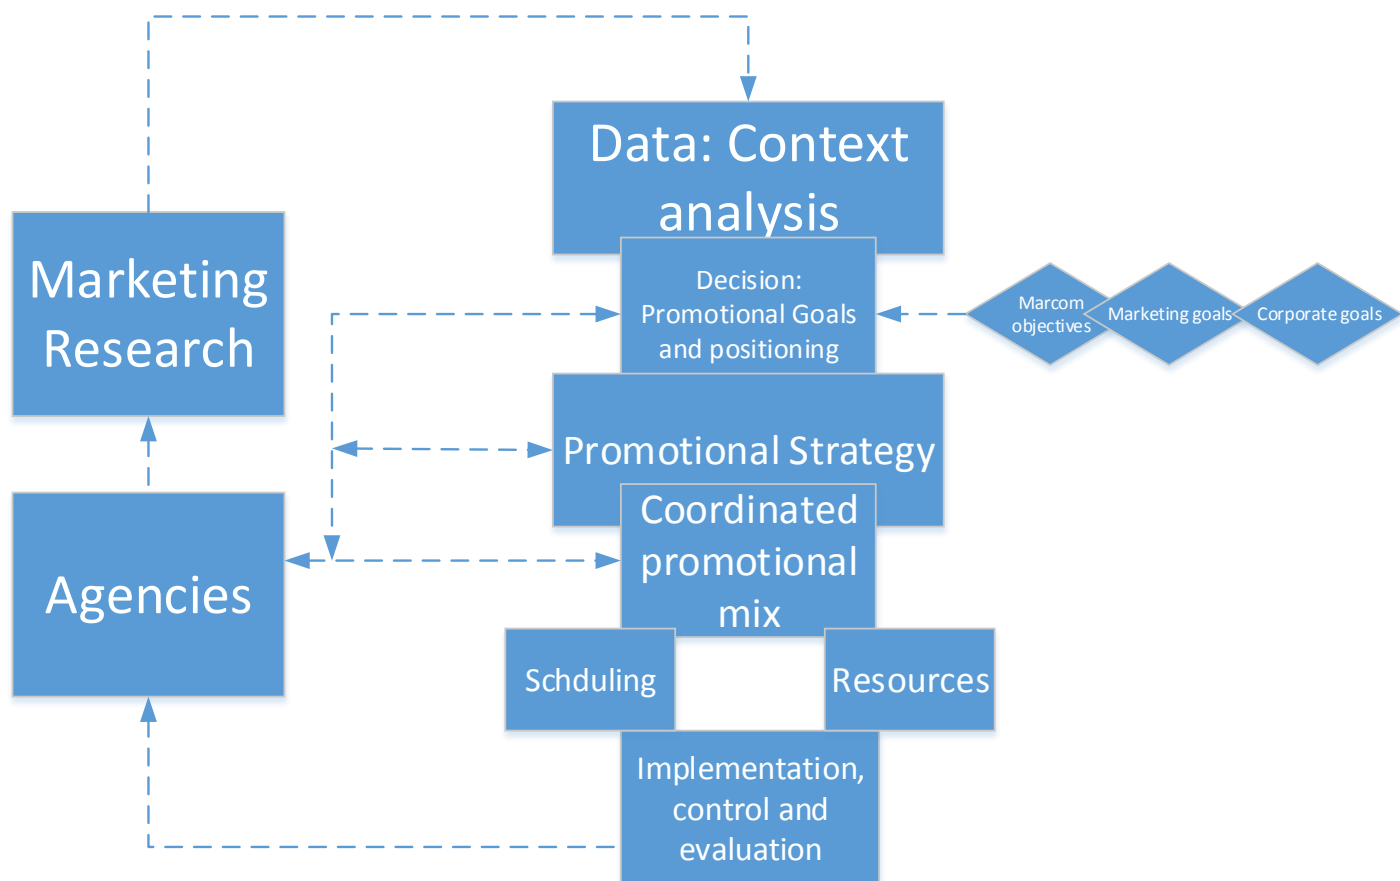 Data: Context
analysis
Marketing
Research
Decision:
Promotional Goals
and positioning
Marcom
objectives
Marketing goals
Corporate goals
Promotional Strategy
Coordinated
promotional
mix
Agencies
Schduling
Resources
Implementation,
control and
evaluation